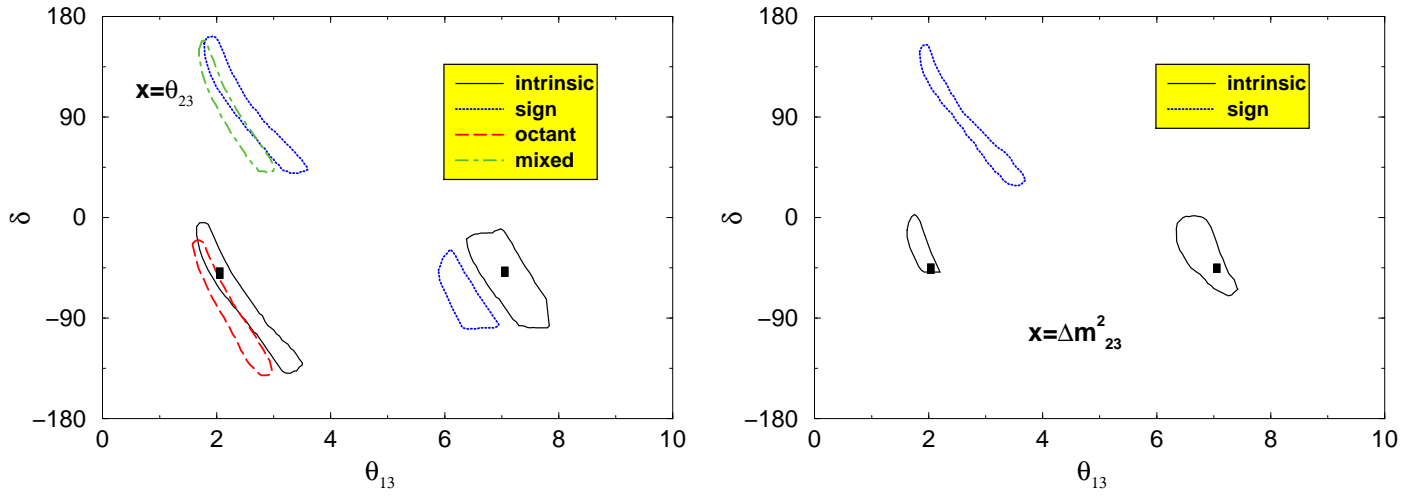 180
90
0
−90
−180
δ
x=θ23
intrinsic
sign
octant
mixed
0 2 4 6 8 10
θ13
180
90
0
−90
−180
δ
intrinsic
sign
x=Δm²23
0 2 4 6 8 10
θ13